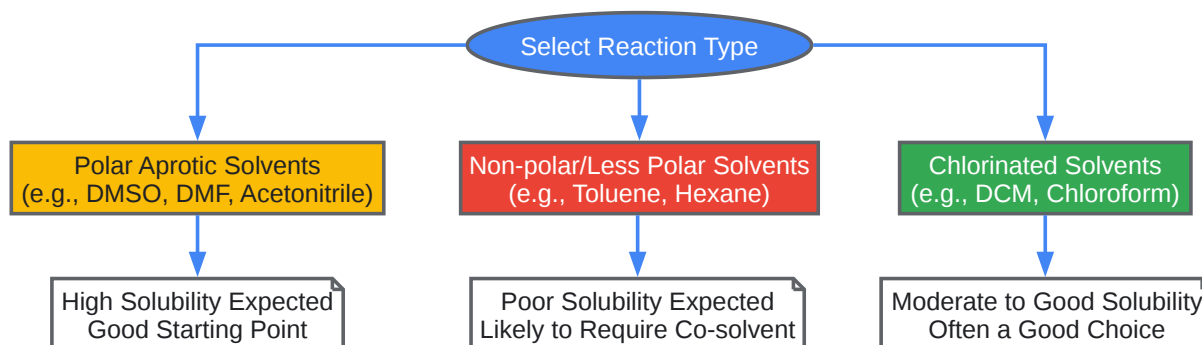 Select Reaction Type
Polar Aprotic Solvents
(e.g., DMSO, DMF, Acetonitrile)
Non-polar/Less Polar Solvents
(e.g., Toluene, Hexane)
Chlorinated Solvents
(e.g., DCM, Chloroform)
High Solubility Expected
Good Starting Point
Poor Solubility Expected
Likely to Require Co-solvent
Moderate to Good Solubility
Often a Good Choice